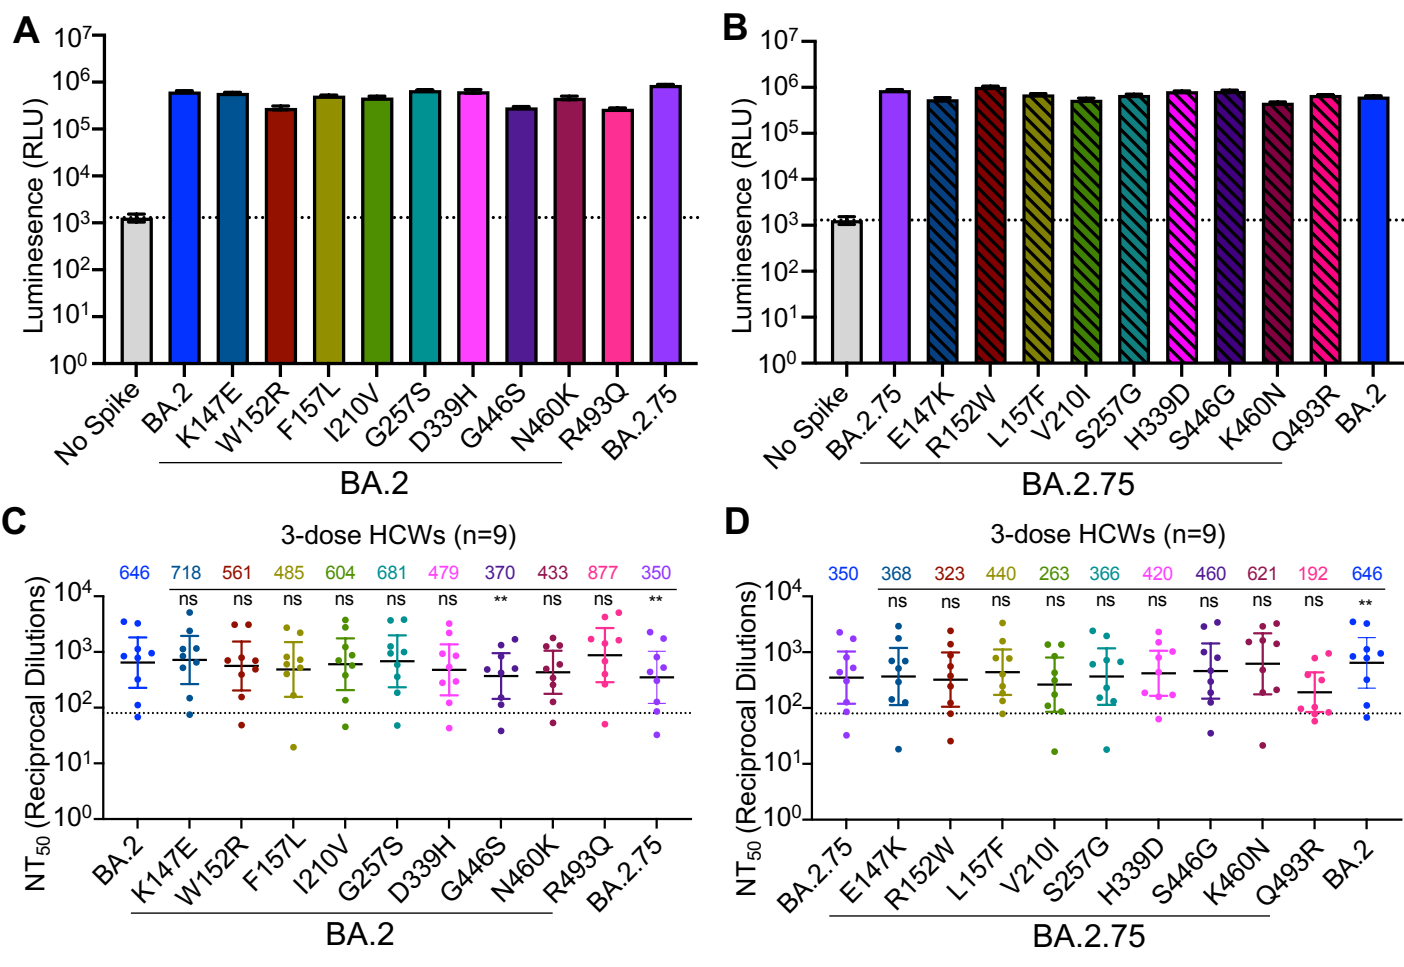 A
Luminesence (RLU)
10⁷
10⁶
10⁵
10⁴
10³
10²
10¹
10⁰
No Spike
BA.2
K147E
W152R
F157L
I210V
G257S
D339H
G446S
N460K
R493Q
BA.2.75
BA.2
B
Luminesence (RLU)
10⁷
10⁶
10⁵
10⁴
10³
10²
10¹
10⁰
No Spike
BA.2.75
E147K
R152W
L157F
V210I
S257G
H339D
S446G
K460N
Q493R
BA.2
BA.2.75
C
3-dose HCWs (n=9)
646 718 561 485 604 681 479 370 433 877 350
ns ns ns ns ns ns ** ns ns **
NT₅₀ (Reciprocal Dilutions)
10⁴
10³
10²
10¹
10⁰
BA.2
K147E
W152R
F157L
I210V
G257S
D339H
G446S
N460K
R493Q
BA.2.75
BA.2
D
3-dose HCWs (n=9)
350 368 323 440 263 366 420 460 621 192 646
ns ns ns ns ns ns ns ns ns **
NT₅₀ (Reciprocal Dilutions)
10⁴
10³
10²
10¹
10⁰
BA.2.75
E147K
R152W
L157F
V210I
S257G
H339D
S446G
K460N
Q493R
BA.2
BA.2.75